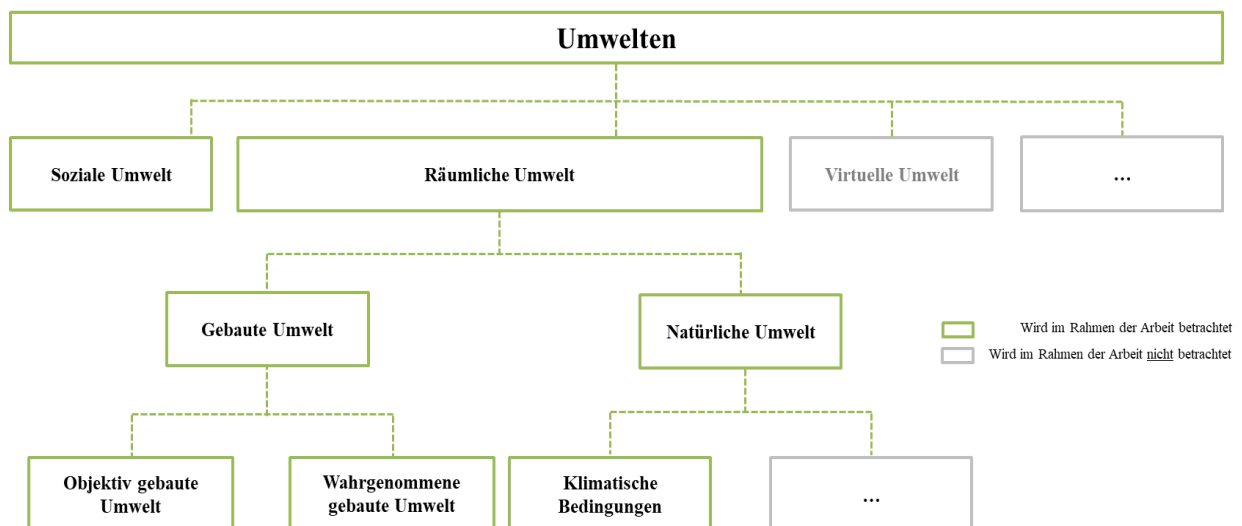 Umwelten
Soziale Umwelt
Räumliche Umwelt
Virtuelle Umwelt
...
Gebaute Umwelt
Natürliche Umwelt
Wird im Rahmen der Arbeit betrachtet
Wird im Rahmen der Arbeit nicht betrachtet
Objektiv gebaute
Umwelt
Wahrgenommene
gebaute Umwelt
Klimatische
Bedingungen
...